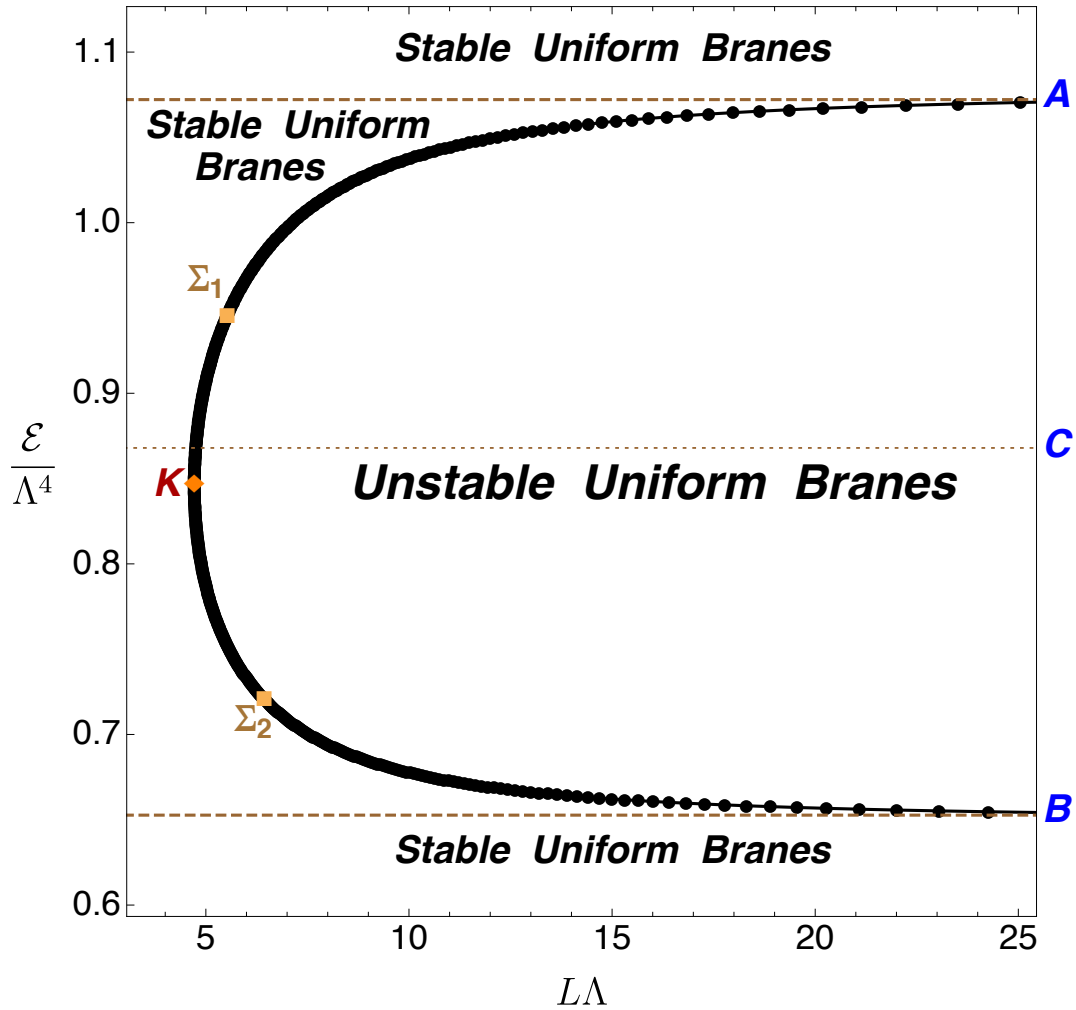 1.1
Stable Uniform Branes
A
Stable Uniform
Branes
1.0
Σ1
0.9
C
ℰ
Λ⁴
K
Unstable Uniform Branes
0.8
0.7
Σ2
B
Stable Uniform Branes
0.6
5 10 15 20 25
LΛ